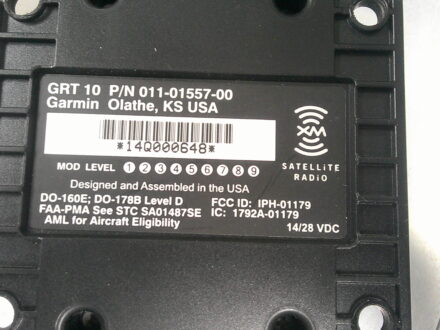 GRT 10 P/N 011-01557-00
Garmin Olathe, KS USA
*14Q000648*
XM
SATELLITE
RADIO
MOD LEVEL 1 2 3 4 5 6 7 8 9
Designed and Assembled in the USA
DO-160E; DO-178B Level D FCC ID: IPH-01179
FAA-PMA See STC SA01487SE IC: 1792A-01179
AML for Aircraft Eligibility 14/28 VDC